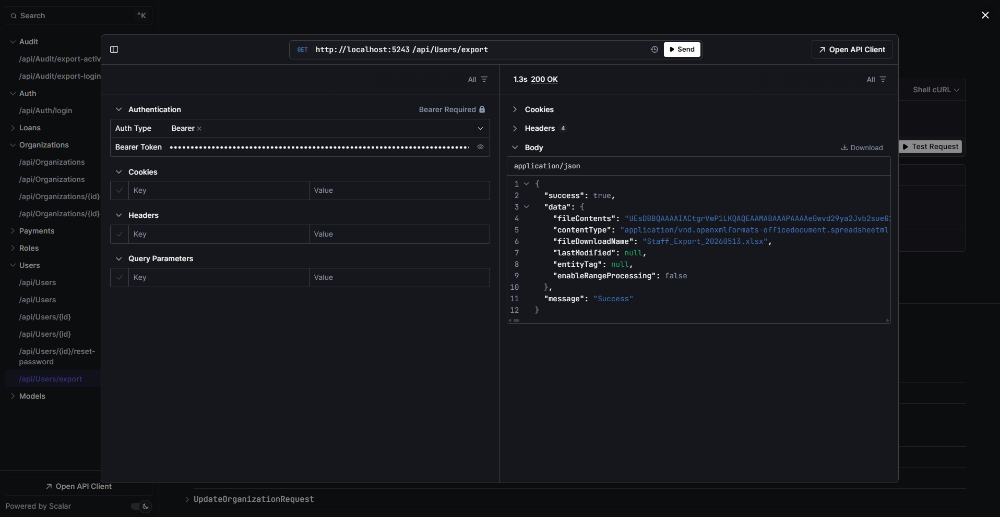 Search ^K
Audit
/api/Audit/export-activ
/api/Audit/export-login
Auth
/api/Auth/login
Loans
Organizations
/api/Organizations
/api/Organizations
/api/Organizations/{id}
/api/Organizations/{id}
Payments
Roles
Users
/api/Users
/api/Users
/api/Users/{id}
/api/Users/{id}
/api/Users/{id}/reset-
password
/api/Users/export
Models
Open API Client
Powered by Scalar
GET http://localhost:5243 /api/Users/export
Send
Open API Client
All
Authentication Bearer Required
Auth Type Bearer
Bearer Token ••••••••••••••••••••••••••••••••••••••••••••••••••••••••••••••••••
Cookies
Key Value
Headers
Key Value
Query Parameters
Key Value
1.3s 200 OK All
Cookies
Headers 4
Body Download
application/json
1 {
2 "success": true,
3 "data": {
4 "fileContents": "UEsDBBQAAAAIACtgrVwP1LKQAQEAAMABAAAPAAAAeGwvd29ya2Jvb2sueG1
5 "contentType": "application/vnd.openxmlformats-officedocument.spreadsheetml
6 "fileDownloadName": "Staff_Export_20260513.xlsx",
7 "lastModified": null,
8 "entityTag": null,
9 "enableRangeProcessing": false
10 },
11 "message": "Success"
12 }
Shell cURL
Test Request
UpdateOrganizationRequest